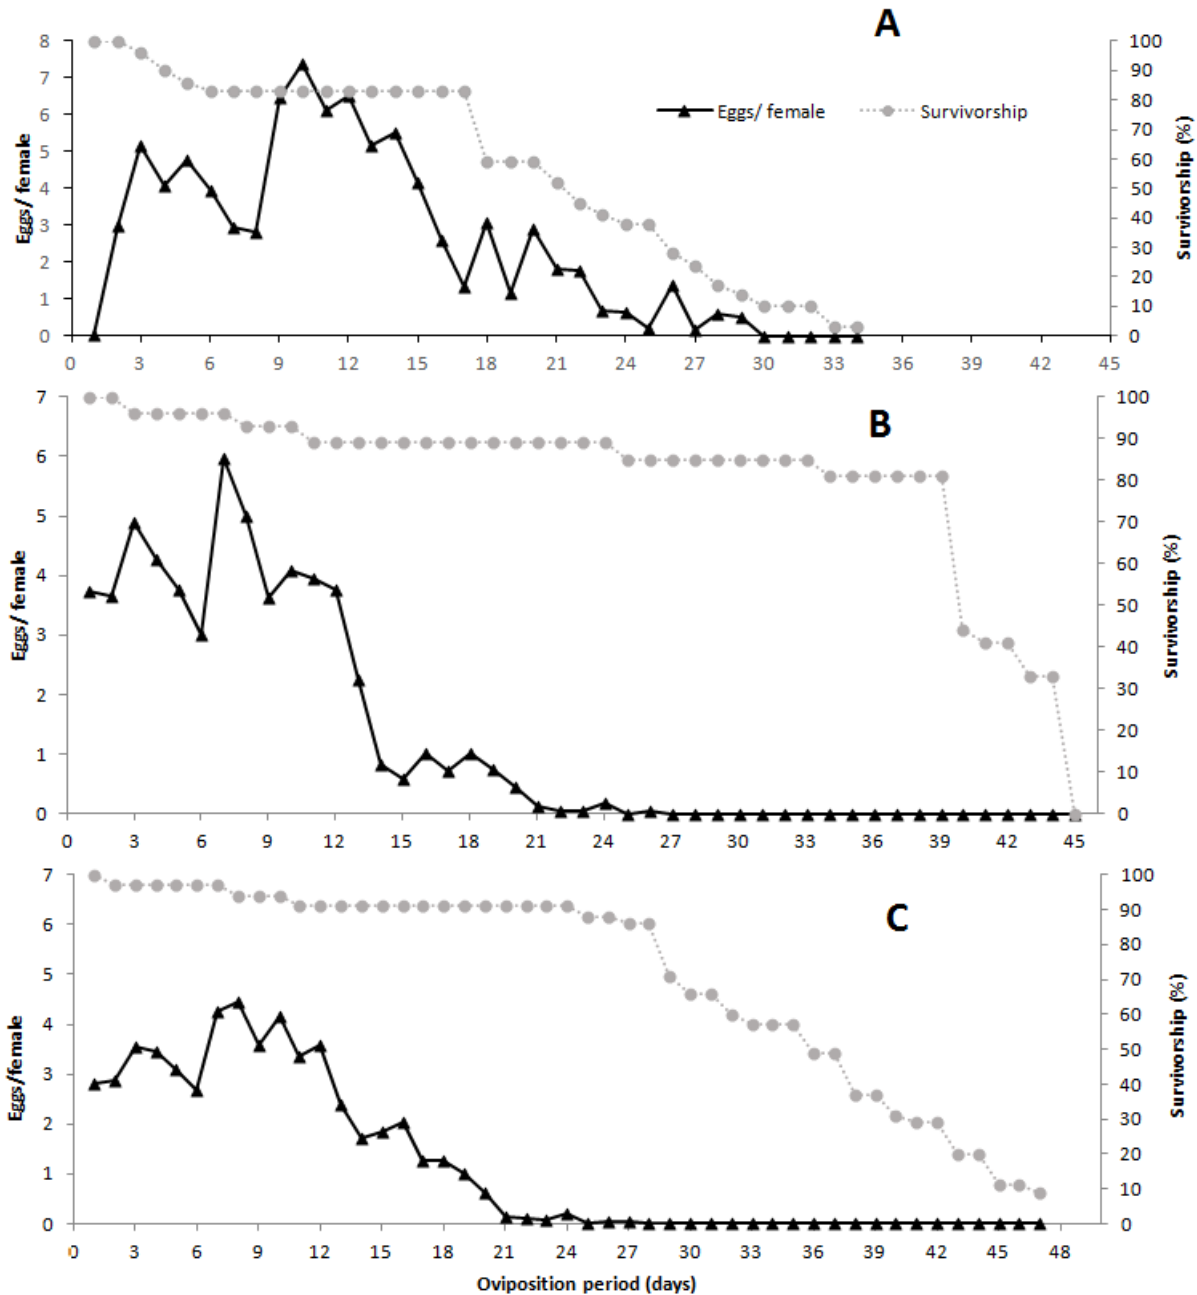 A
8 7 6 5 4 3 2 1 0
Eggs/ female
100 90 80 70 60 50 40 30 20 10 0
Survivorship (%)
Eggs/ female Survivorship
0 3 6 9 12 15 18 21 24 27 30 33 36 39 42 45
B
7 6 5 4 3 2 1 0
Eggs/ female
100 90 80 70 60 50 40 30 20 10 0
Survivorship (%)
0 3 6 9 12 15 18 21 24 27 30 33 36 39 42 45
C
7 6 5 4 3 2 1 0
Eggs/female
100 90 80 70 60 50 40 30 20 10 0
Survivorship (%)
0 3 6 9 12 15 18 21 24 27 30 33 36 39 42 45 48
Oviposition period (days)